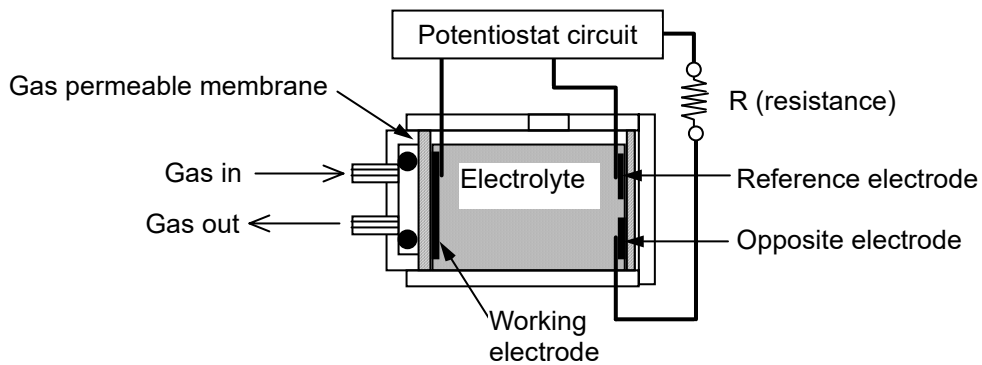 Potentiostat circuit
Gas permeable membrane
R (resistance)
Gas in
Electrolyte
Reference electrode
Gas out
Opposite electrode
Working
electrode